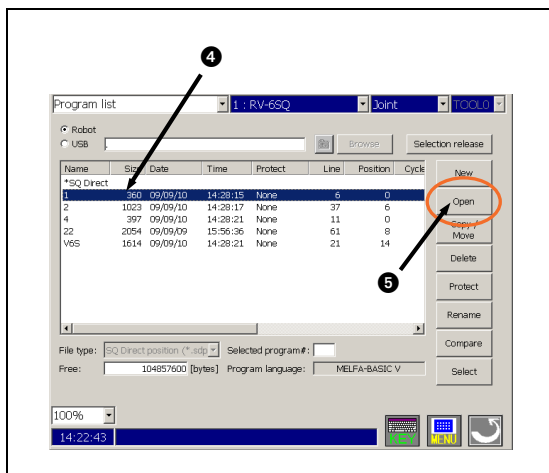 4
Program list 1 : RV-6SQ Joint TOOL0
Robot
USB Browse Selection release
Name Size Date Time Protect Line Position Cycle
*SQ Direct
1 360 09/09/10 14:28:15 None 6 0
2 1023 09/09/10 14:28:17 None 37 6
4 397 09/09/10 14:28:21 None 11 0
22 2054 09/09/09 15:56:36 None 61 8
V6S 1614 09/09/10 14:28:21 None 21 14
New
Open
Copy /
Move
5
Delete
Protect
Rename
Compare
Select
File type: SQ Direct position (*.sdp Selected program#:
Free: 104857600 [bytes] Program language: MELFA-BASIC V
100%
14:22:43 KEY MENU